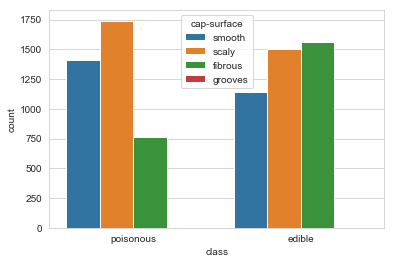 1750
1500
1250
1000
750
500
250
0
count
cap-surface
smooth
scaly
fibrous
grooves
poisonous edible
class